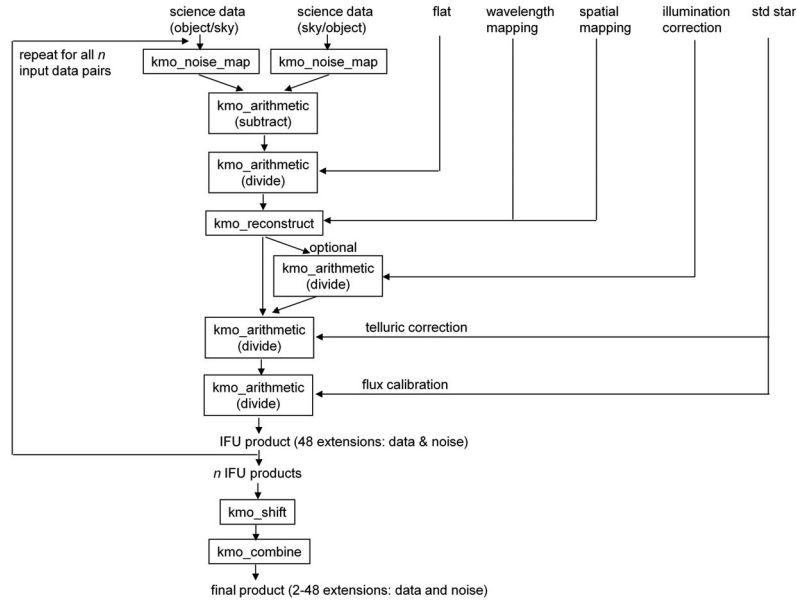 science data
(object/sky)
science data
(sky/object)
flat
wavelength
mapping
spatial
mapping
illumination
correction
std star
repeat for all n
input data pairs
kmo_noise_map
kmo_noise_map
kmo_arithmetic
(subtract)
kmo_arithmetic
(divide)
kmo_reconstruct
optional
kmo_arithmetic
(divide)
kmo_arithmetic
(divide)
telluric correction
kmo_arithmetic
(divide)
flux calibration
IFU product (48 extensions: data & noise)
n IFU products
kmo_shift
kmo_combine
final product (2-48 extensions: data and noise)